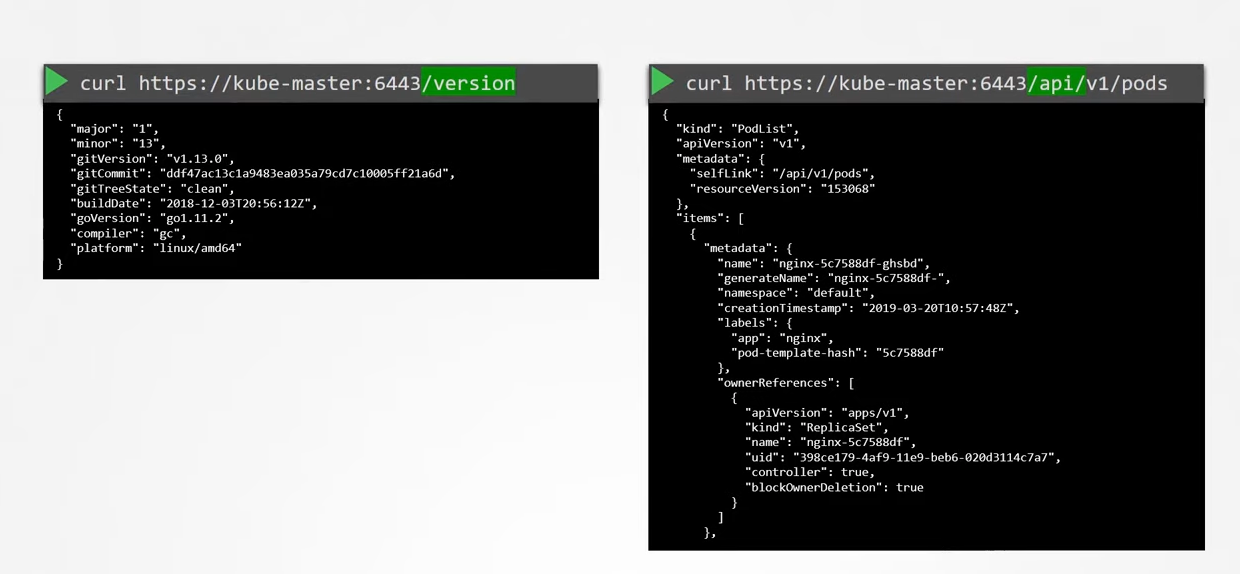 curl https://kube-master:6443/version
{
  "major": "1",
  "minor": "13",
  "gitVersion": "v1.13.0",
  "gitCommit": "ddf47ac13c1a9483ea035a79cd7c10005ff21a6d",
  "gitTreeState": "clean",
  "buildDate": "2018-12-03T20:56:12Z",
  "goVersion": "go1.11.2",
  "compiler": "gc",
  "platform": "linux/amd64"
}
curl https://kube-master:6443/api/v1/pods
{
  "kind": "PodList",
  "apiVersion": "v1",
  "metadata": {
    "selfLink": "/api/v1/pods",
    "resourceVersion": "153068"
  },
  "items": [
    {
      "metadata": {
        "name": "nginx-5c7588df-ghsbd",
        "generateName": "nginx-5c7588df-",
        "namespace": "default",
        "creationTimestamp": "2019-03-20T10:57:48Z",
        "labels": {
          "app": "nginx",
          "pod-template-hash": "5c7588df"
        },
        "ownerReferences": [
          {
            "apiVersion": "apps/v1",
            "kind": "ReplicaSet",
            "name": "nginx-5c7588df",
            "uid": "398ce179-4af9-11e9-beb6-020d3114c7a7",
            "controller": true,
            "blockOwnerDeletion": true
          }
        ]
      },